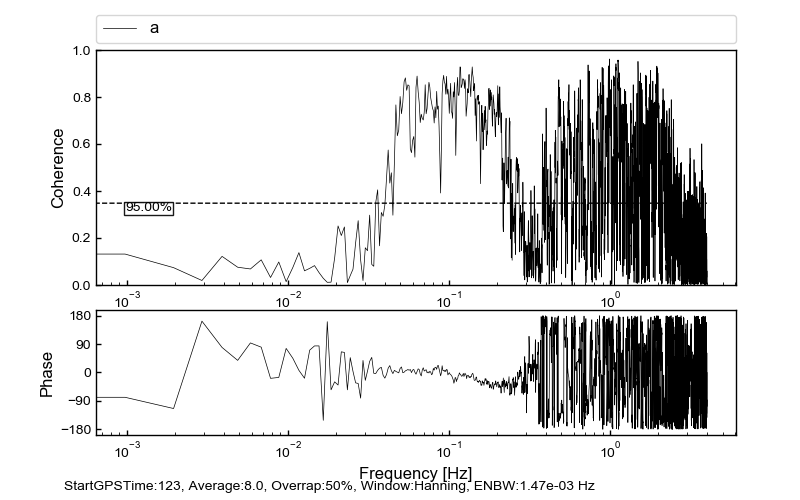 a
1.0
0.8
0.6
0.4
0.2
0.0
Coherence
95.00%
10⁻³ 10⁻² 10⁻¹ 10⁰
180
90
0
−90
−180
Phase
10⁻³ 10⁻² 10⁻¹ 10⁰
Frequency [Hz]
StartGPSTime:123, Average:8.0, Overrap:50%, Window:Hanning, ENBW:1.47e-03 Hz